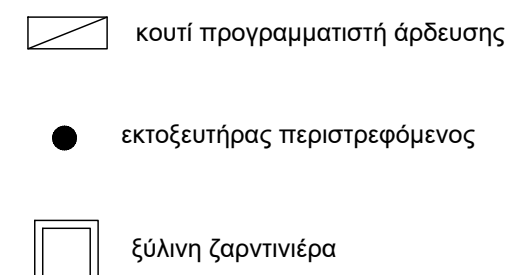 κουτί προγραμματιστή άρδευσης
εκτοξευτήρας περιστρεφόμενος
ξύλινη ζαρντινιέρα